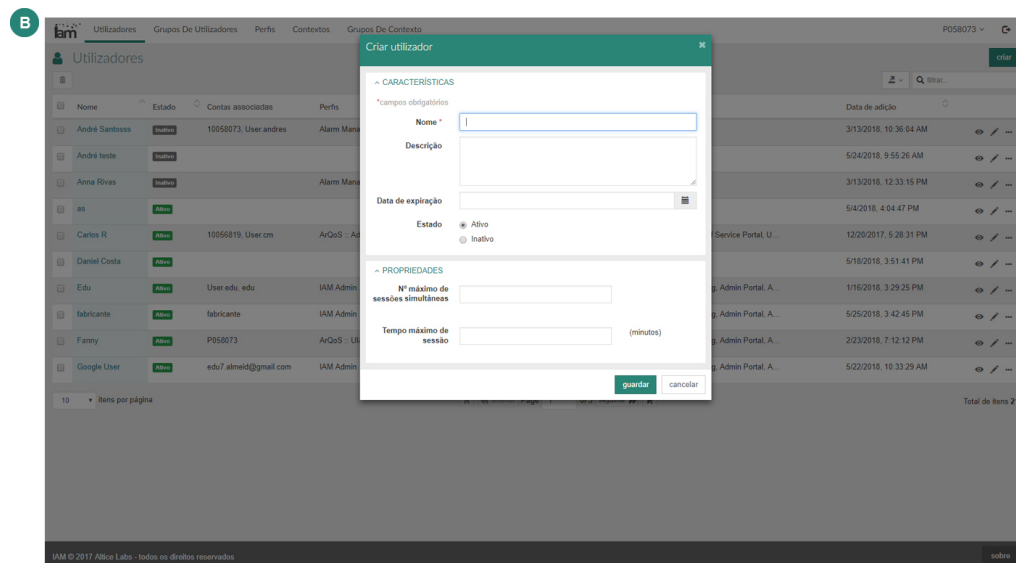 B
Iam Utilizadores Grupos De Utilizadores Perfis Contextos Grupos De Contexto P058073
Utilizadores criar
filtrar...
Nome Estado Contas associadas Perfis Data de adição
André Santosss Inativo 10058073, User.andres Alarm Mana 3/13/2018, 10:36:04 AM
André teste Inativo 5/24/2018, 9:55:26 AM
Anna Rivas Inativo Alarm Mana 3/13/2018, 12:33:15 PM
as Ativo 5/4/2018, 4:04:47 PM
Carlos R Ativo 10056819, User.cm ArQoS :: Ad f Service Portal, U... 12/20/2017, 5:28:31 PM
Daniel Costa Ativo 5/18/2018, 3:51:41 PM
Edu Ativo User.edu, edu IAM Admin g, Admin Portal, A... 1/16/2018, 3:29:25 PM
fabricante Ativo fabricante IAM Admin g, Admin Portal, A... 5/25/2018, 3:42:45 PM
Fanny Ativo P058073 ArQoS :: UI g, Admin Portal, A... 2/23/2018, 7:12:12 PM
Google User Ativo edu7.almeid@gmail.com IAM Admin g, Admin Portal, A... 5/22/2018, 10:33:29 AM
10 itens por página Total de itens 2
Criar utilizador
CARACTERÍSTICAS
*campos obrigatórios
Nome *
Descrição
Data de expiração
Estado Ativo
Inativo
PROPRIEDADES
Nº máximo de
sessões simultâneas
Tempo máximo de
sessão (minutos)
guardar cancelar
IAM © 2017 Altice Labs - todos os direitos reservados sobre